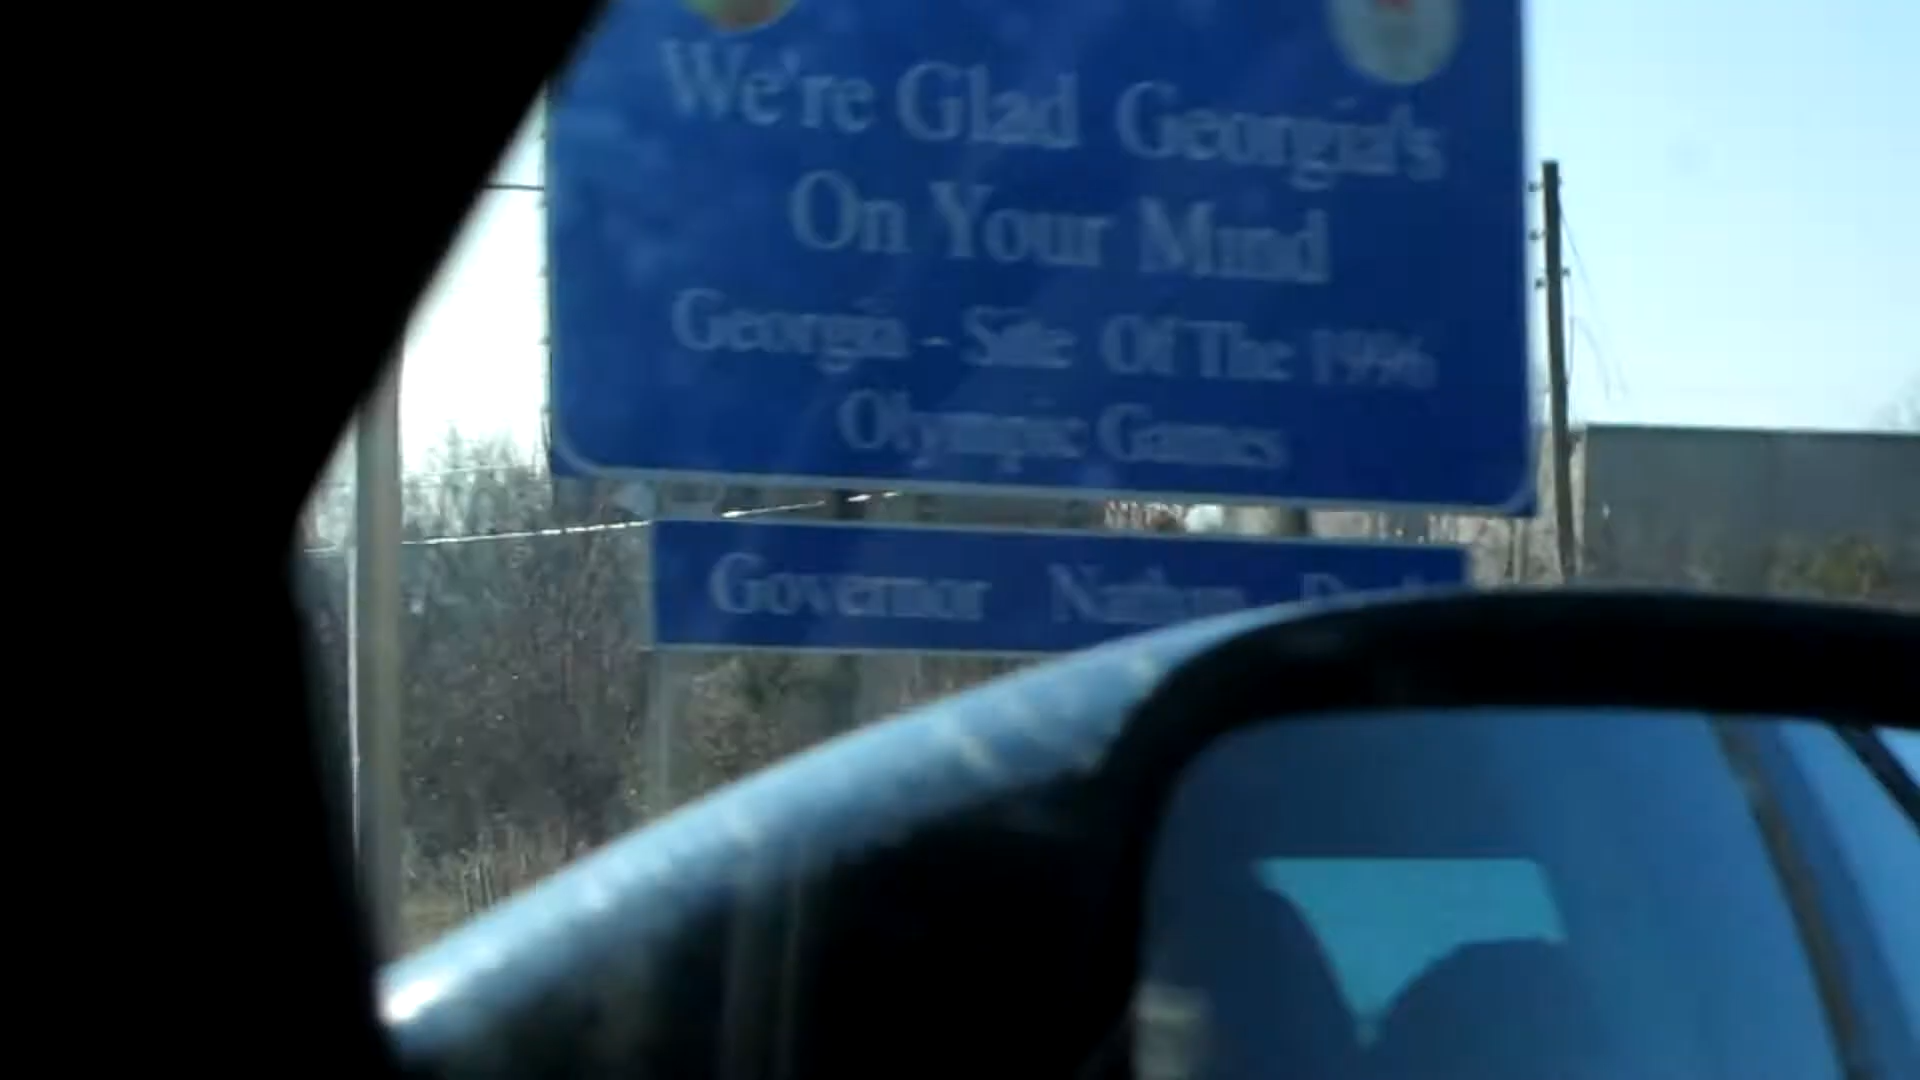 We're Glad Georgia's
On Your Mind
Georgia - Site Of The 1996
Olympic Games
Governor Nathan